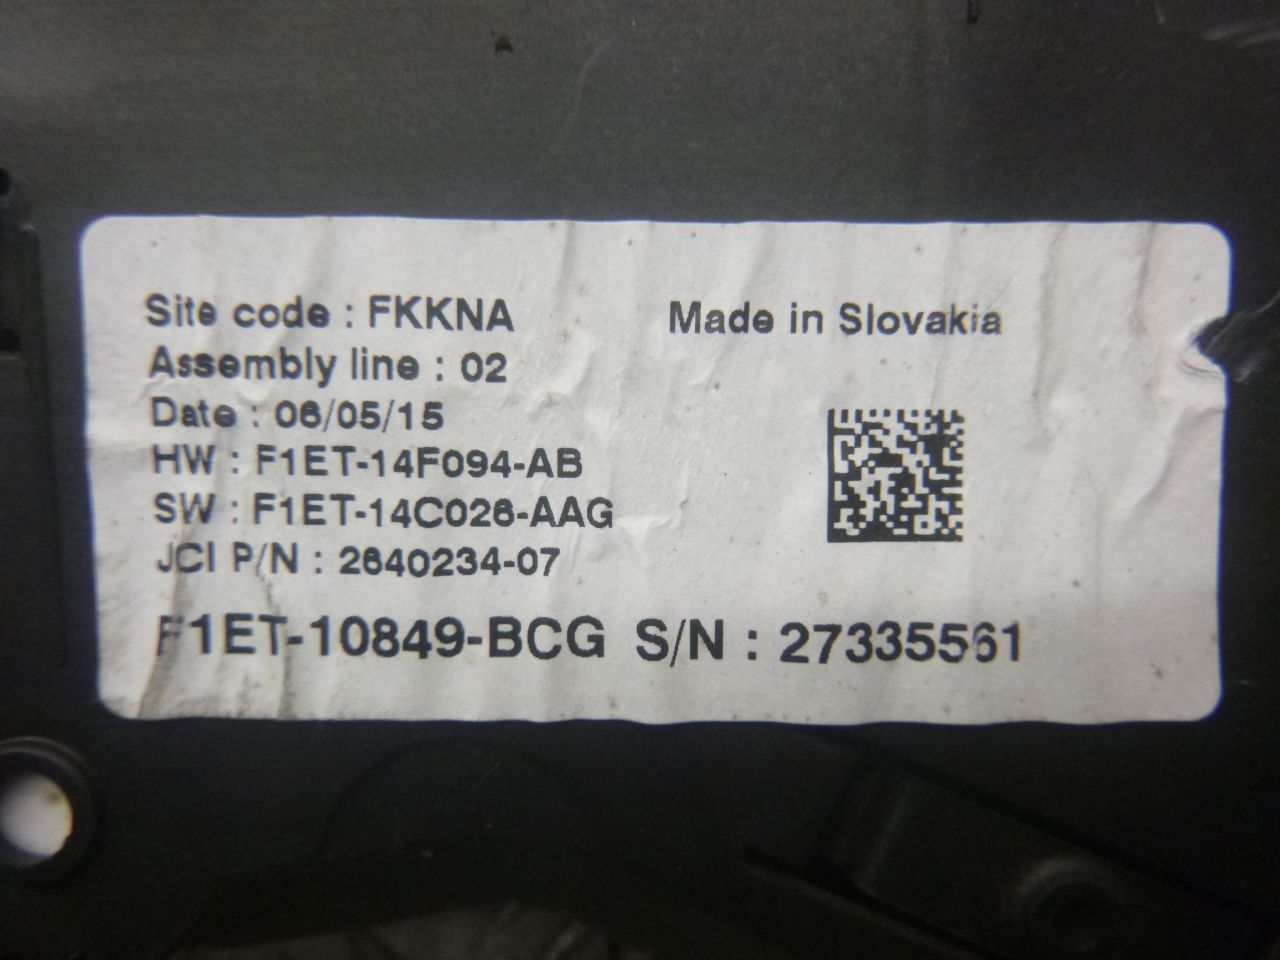 Site code : FKKNA
Made in Slovakia
Assembly line : 02
Date : 06/05/15
HW : F1ET-14F094-AB
SW : F1ET-14C026-AAG
JCI P/N : 2640234-07
F1ET-10849-BCG S/N : 27335561